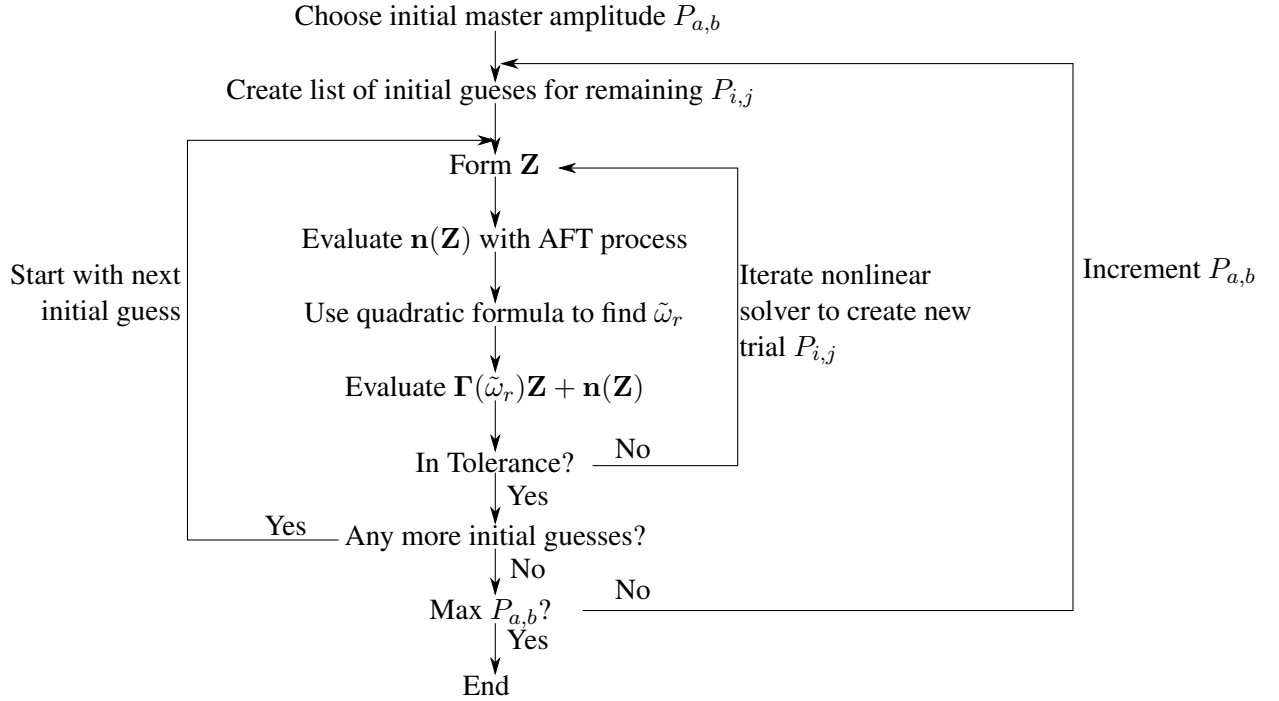 Choose initial master amplitude P_{a,b}
Create list of initial gueses for remaining P_{i,j}
Form Z
Evaluate n(Z) with AFT process
Start with next
initial guess
Iterate nonlinear
solver to create new
trial P_{i,j}
Increment P_{a,b}
Use quadratic formula to find ω̃_r
Evaluate Γ(ω̃_r)Z + n(Z)
In Tolerance?
No
Yes
Any more initial guesses?
Yes
No
Max P_{a,b}?
No
Yes
End